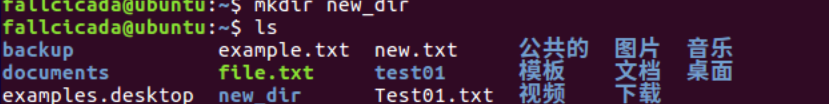 fallcicada@ubuntu:~$ mkdir new_dir
fallcicada@ubuntu:~$ ls
backup example.txt new.txt 公共的 图片 音乐
documents file.txt test01 模板 文档 桌面
examples.desktop new_dir Test01.txt 视频 下载